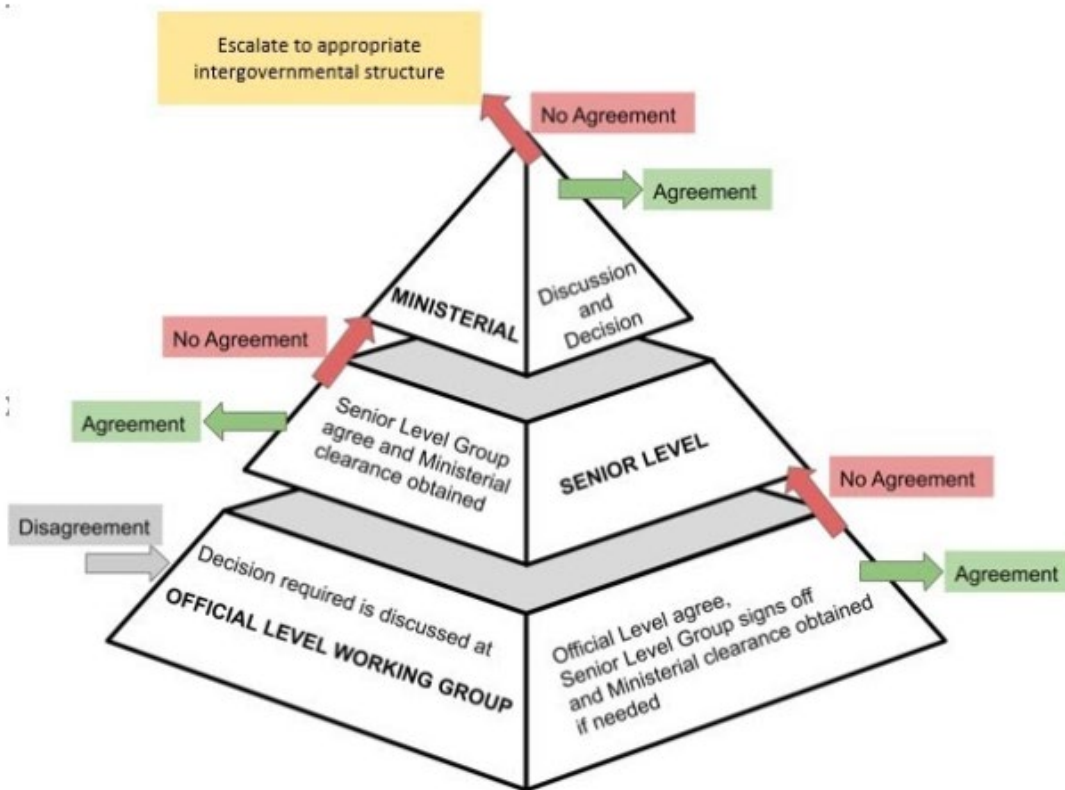 Escalate to appropriate
intergovernmental structure
No Agreement
Agreement
MINISTERIAL
Discussion
and
Decision
No Agreement
Agreement
Senior Level Group
agree and Ministerial
clearance obtained
SENIOR LEVEL
No Agreement
Disagreement
Decision required is discussed at
OFFICIAL LEVEL WORKING GROUP
Official Level agree,
Senior Level Group signs off
and Ministerial clearance obtained
if needed
Agreement